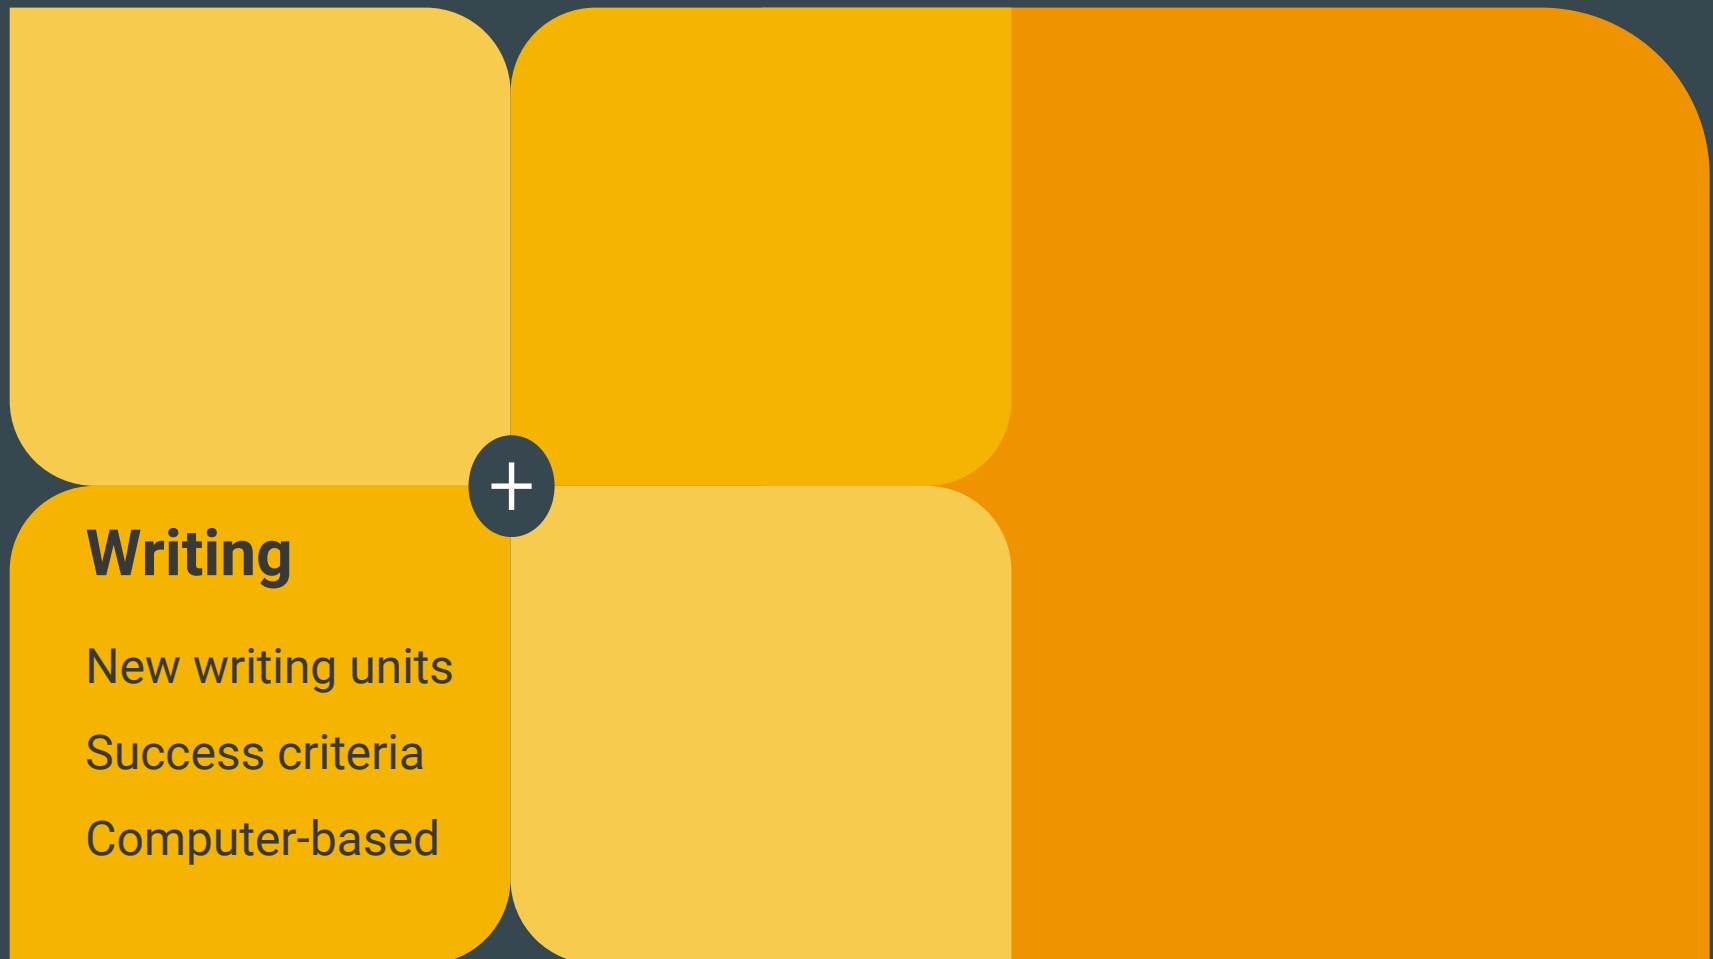 Writing
New writing units
Success criteria
Computer-based